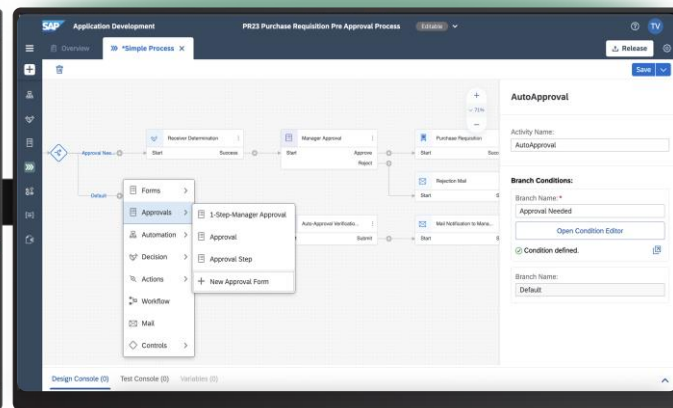 SAP Application Development
PR23 Purchase Requisition Pre Approval Process Editable
TV
Overview
*Simple Process ×
Release
Save
71%
Approval Nee...
Default
Receiver Determination
Start Success
Manager Approval
Start Approve
Reject
Purchase Requisition
Start
Rejection Mail
Start
Auto Approval Verificatio...
Submit
Mail Notification to Mana...
Start
Forms
Approvals
Automation
Decision
Actions
Workflow
Mail
Controls
1-Step-Manager Approval
Approval
Approval Step
New Approval Form
AutoApproval
Activity Name:
AutoApproval
Branch Conditions:
Branch Name: *
Approval Needed
Open Condition Editor
Condition defined.
Branch Name:
Default
Design Console (0) Test Console (0) Variables (0)